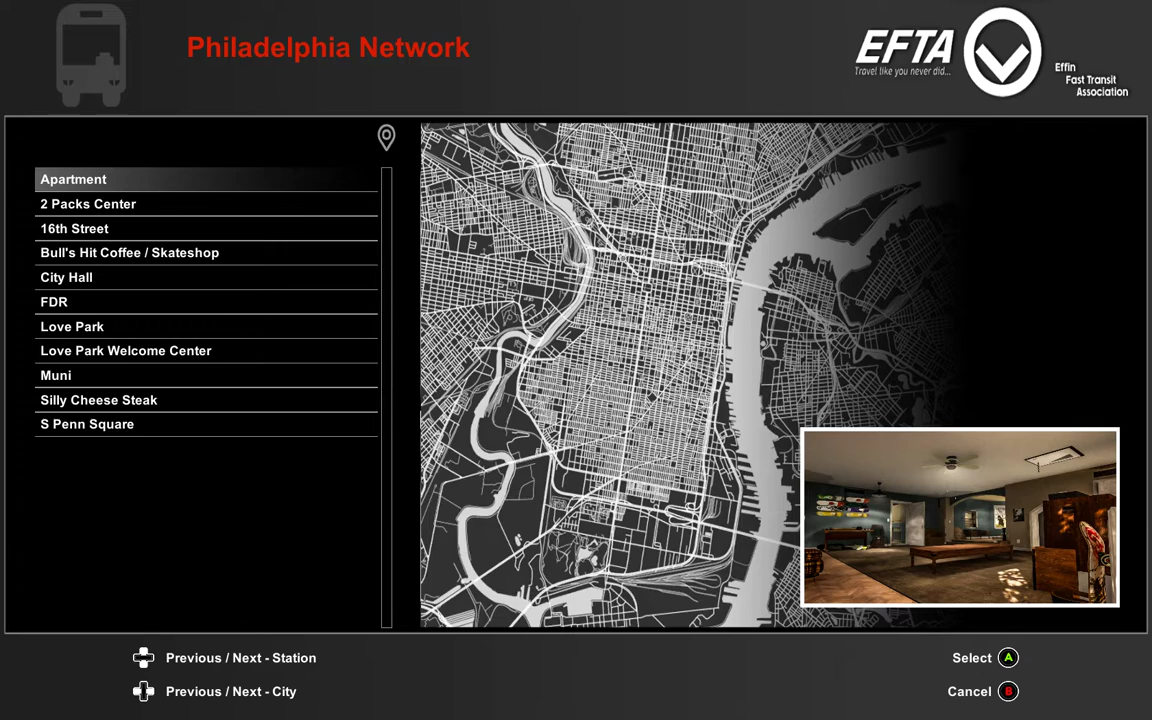 Philadelphia Network
EFTA
Travel like you never did...
Effin
Fast Transit
Association
Apartment
2 Packs Center
16th Street
Bull's Hit Coffee / Skateshop
City Hall
FDR
Love Park
Love Park Welcome Center
Muni
Silly Cheese Steak
S Penn Square
Previous / Next - Station
Previous / Next - City
Select A
Cancel B